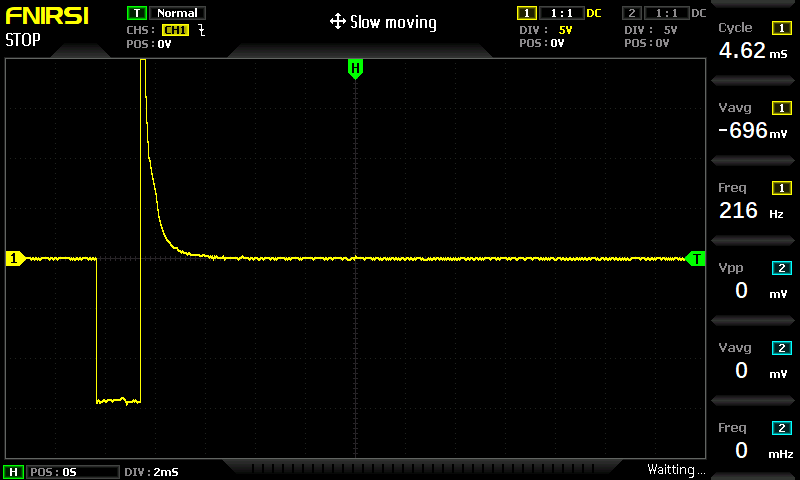 FNIRSI
STOP
T Normal
CHS: CH1
POS: 0V
Slow moving
1 1:1 DC
DIV: 5V
POS: 0V
2 1:1 DC
DIV: 5V
POS: 0V
H
1
T
Cycle 1
4.62 mS
Vavg 1
-696 mV
Freq 1
216 Hz
Vpp 2
0 mV
Vavg 2
0 mV
Freq 2
0 mHz
H POS: 0S DIV: 2mS
Waitting...